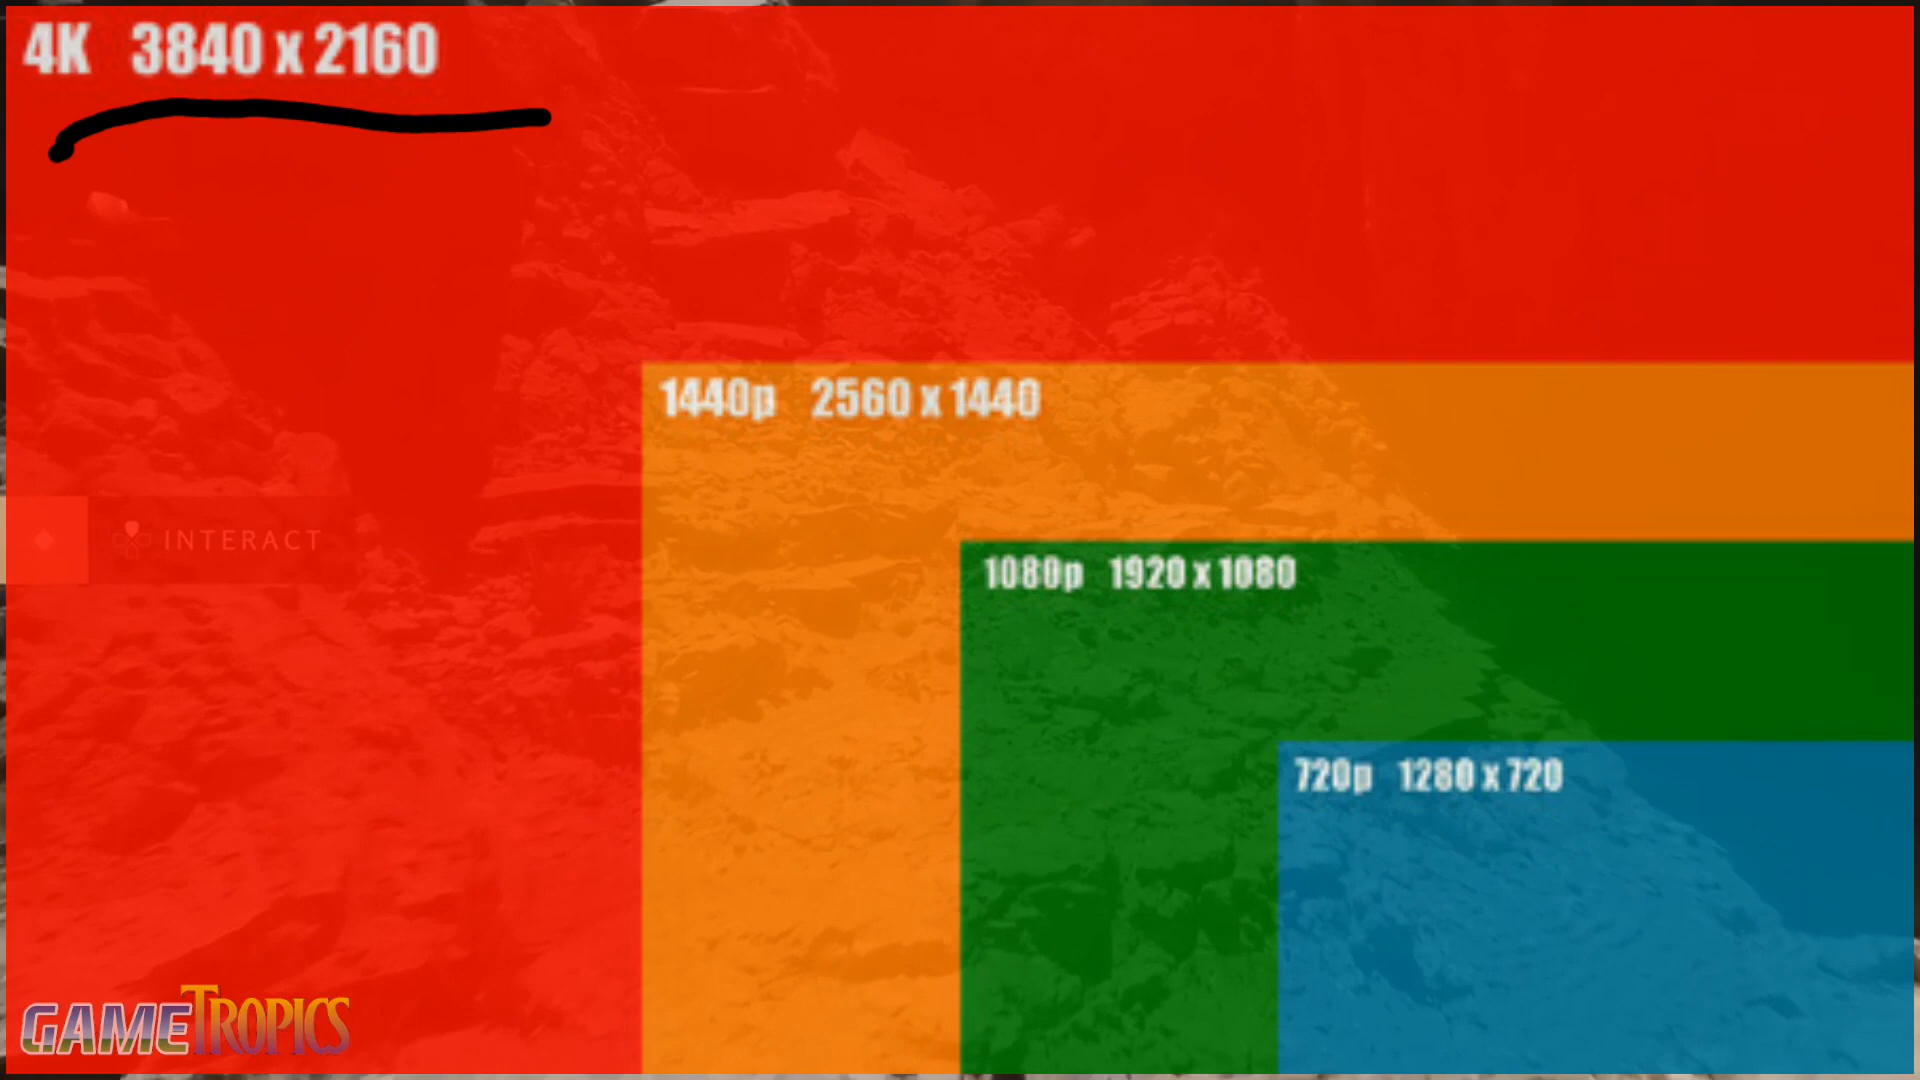 4K 3840 x 2160
1440p 2560 x 1440
INTERACT
1080p 1920 x 1080
720p 1280 x 720
GAMETROPICS